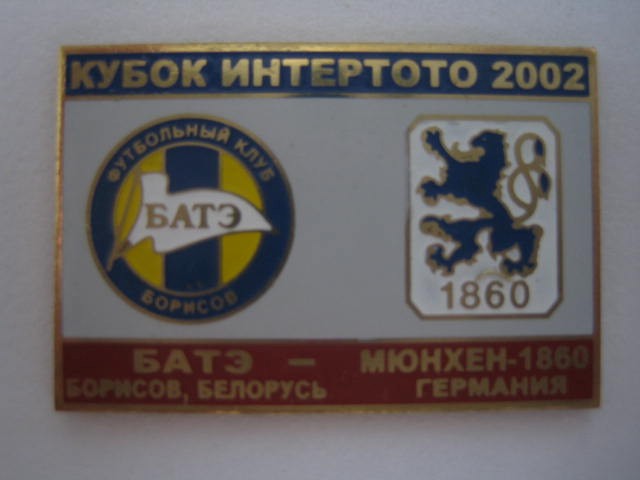 КУБОК ИНТЕРТОТО 2002
ФУТБОЛЬНЫЙ КЛУБ
БАТЭ
БОРИСОВ
1860
БАТЭ – МЮНХЕН-1860
БОРИСОВ, БЕЛОРУСЬ ГЕРМАНИЯ